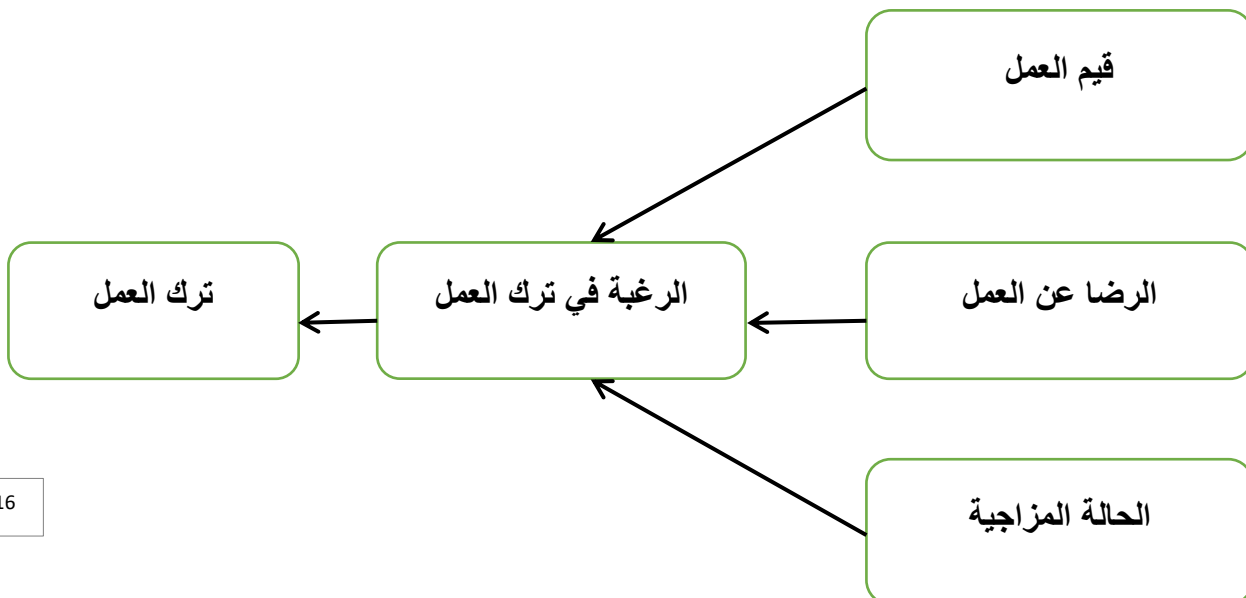 قيم العمل
الرضا عن العمل
الرغبة في ترك العمل
ترك العمل
الحالة المزاجية
16